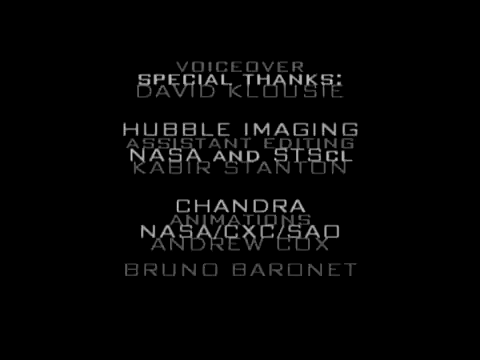 VOICEOVER
SPECIAL THANKS:
DAVID KLOUSIE
HUBBLE IMAGING
ASSISTANT EDITING
NASA and STScI
KABIR STANTON
CHANDRA
ANIMATIONS
NASA/CXC/SAO
ANDREW COX
BRUNO BARONET